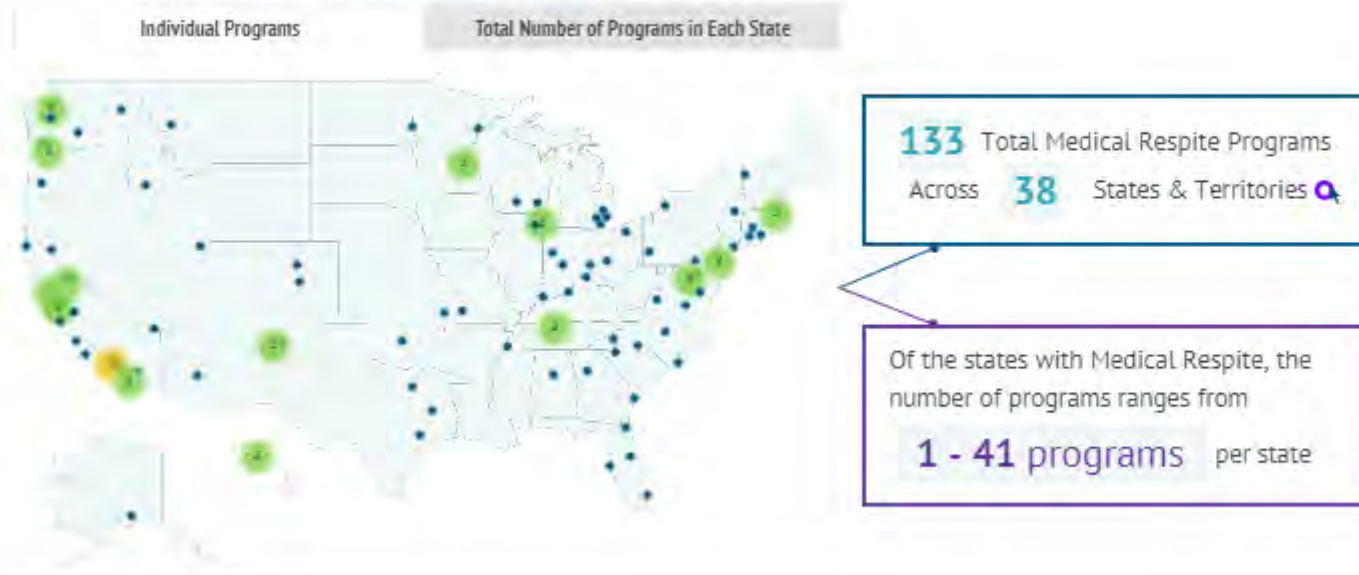 Individual Programs
Total Number of Programs in Each State
133 Total Medical Respite Programs
Across 38 States & Territories
Of the states with Medical Respite, the
number of programs ranges from
1 - 41 programs per state